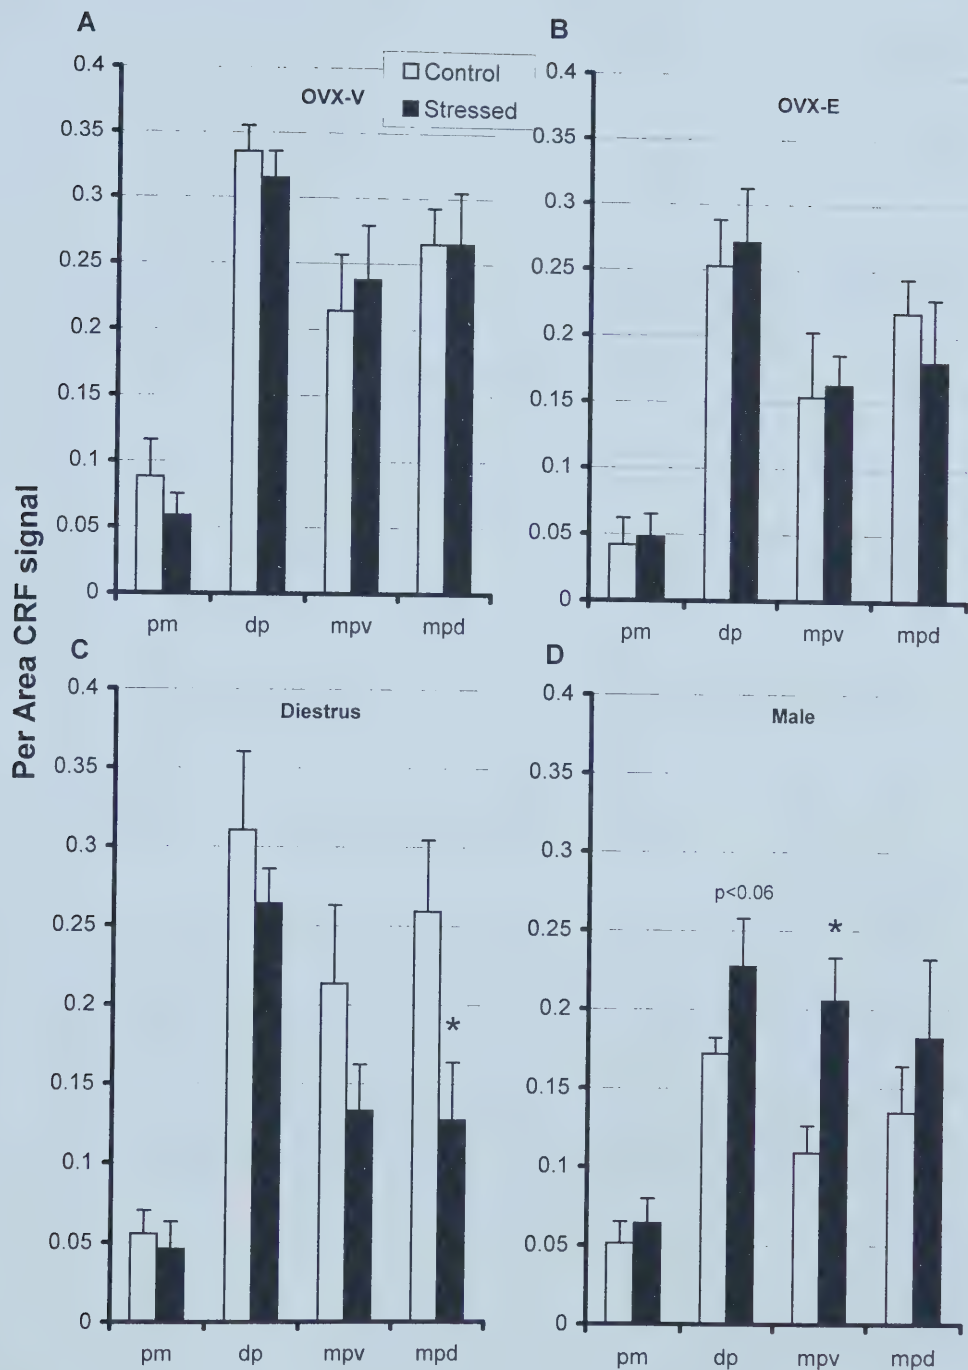 Per Area CRF signal
A
OVX-V
Control
Stressed
0.4
0.35
0.3
0.25
0.2
0.15
0.1
0.05
0
pm dp mpv mpd
B
OVX-E
0.4
0.35
0.3
0.25
0.2
0.15
0.1
0.05
0
pm dp mpv mpd
C
Diestrus
0.4
0.35
0.3
0.25
0.2
0.15
0.1
0.05
0
*
pm dp mpv mpd
D
Male
0.4
0.35
0.3
0.25
0.2
0.15
0.1
0.05
0
p<0.06
*
pm dp mpv mpd